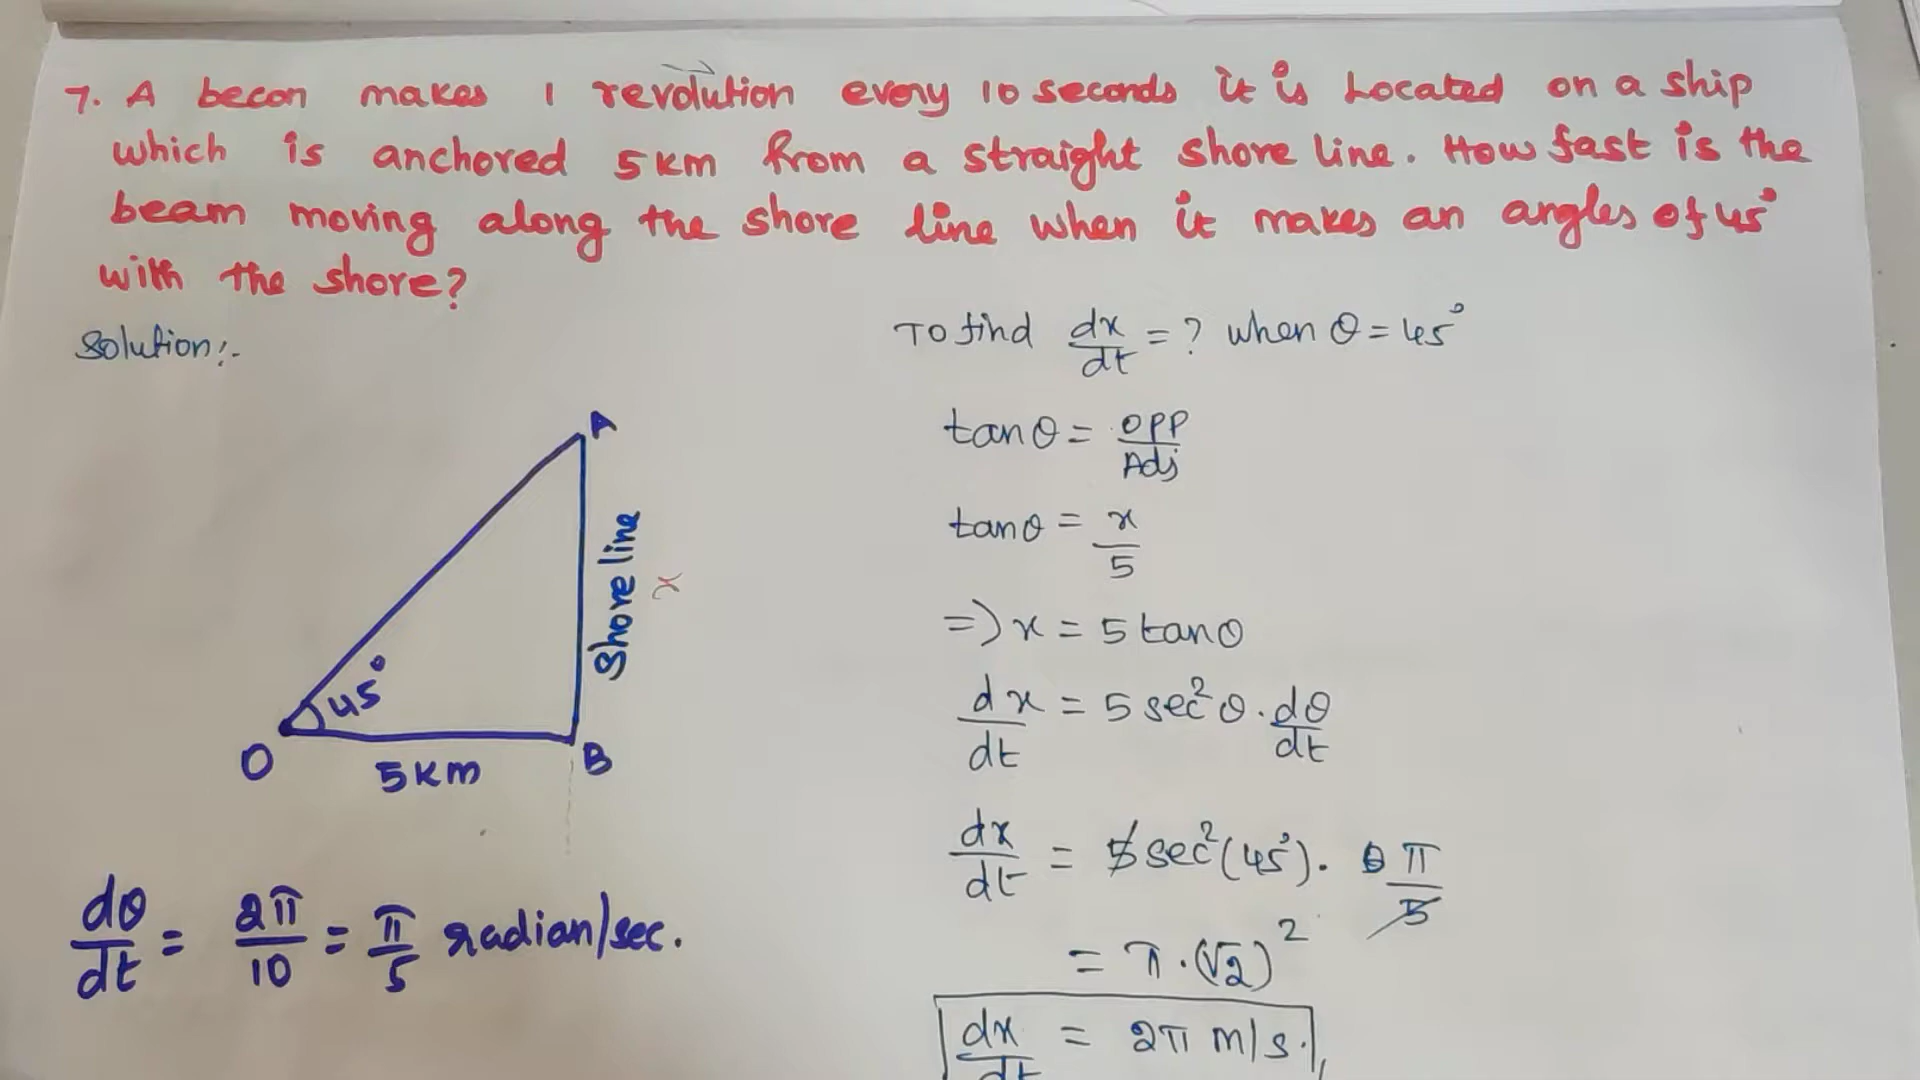 7. A becon makes 1 revolution every 10 seconds it is Located on a ship
which is anchored 5km from a straight shore line. How fast is the
beam moving along the shore line when it makes an angles of 45°
with the shore?
Solution:-
A
Shore line
x
45°
O
5km
B
dθ/dt = 2π/10 = π/5 radian/sec.
To find dx/dt = ? when θ = 45°
tanθ = opp/Adj
tanθ = x/5
=> x = 5 tanθ
dx/dt = 5 sec²θ . dθ/dt
dx/dt = 5 sec²(45°) . π/5
= π . (√2)²
dx/dt = 2π m/s.